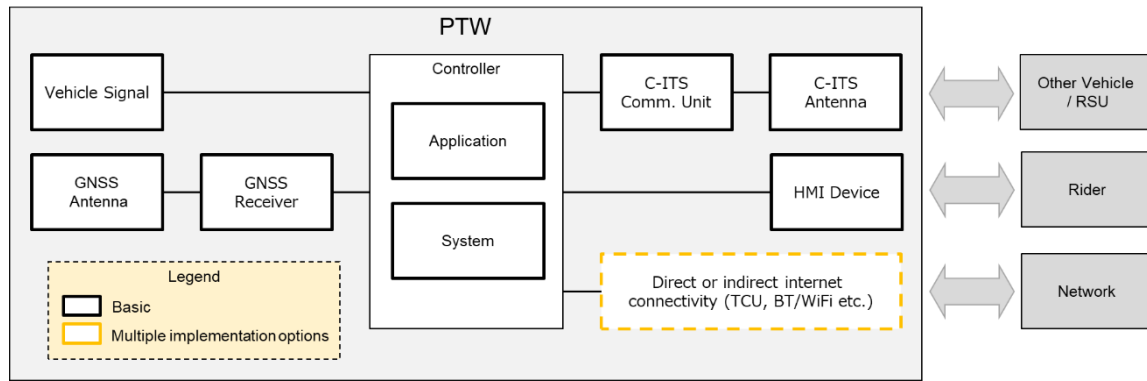 PTW
Vehicle Signal
GNSS
Antenna
GNSS
Receiver
Controller
Application
System
C-ITS
Comm. Unit
C-ITS
Antenna
HMI Device
Direct or indirect internet
connectivity (TCU, BT/WiFi etc.)
Other Vehicle
/ RSU
Rider
Network
Legend
Basic
Multiple implementation options